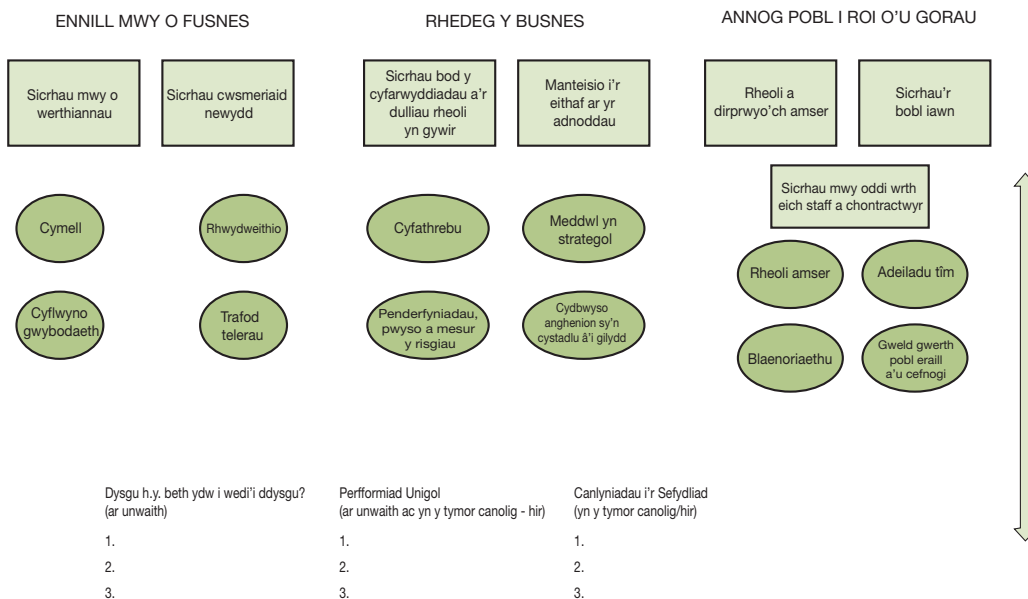 ENNILL MWY O FUSNES
RHEDEG Y BUSNES
ANNOG POBL I ROI O'U GORAU
Sicrhau mwy o
werthiannau
Sicrhau cwsmeriaid
newydd
Sicrhau bod y
cyfarwyddiadau a'r
dulliau rheoli
yn gywir
Manteisio i'r
eithaf ar yr
adnoddau
Rheoli a
dirprwyo'ch amser
Sicrhau'r
bobl iawn
Sicrhau mwy oddi wrth
eich staff a chontractwyr
Cymell
Rhwydweithio
Cyfathrebu
Meddwl yn
strategol
Rheoli amser
Adeiladu tîm
Cyflwyno
gwybodaeth
Trafod
telerau
Penderfyniadau,
pwyso a mesur
y risgiau
Cydbwyso
anghenion sy'n
cystadlu â'i gilydd
Blaenoriaethu
Gweld gwerth
pobl eraill
a'u cefnogi
Dysgu h.y. beth ydw i wedi'i ddysgu?
(ar unwaith)
1.
2.
3.
Perfformiad Unigol
(ar unwaith ac yn y tymor canolig - hir)
1.
2.
3.
Canlyniadau i'r Sefydliad
(yn y tymor canolig/hir)
1.
2.
3.